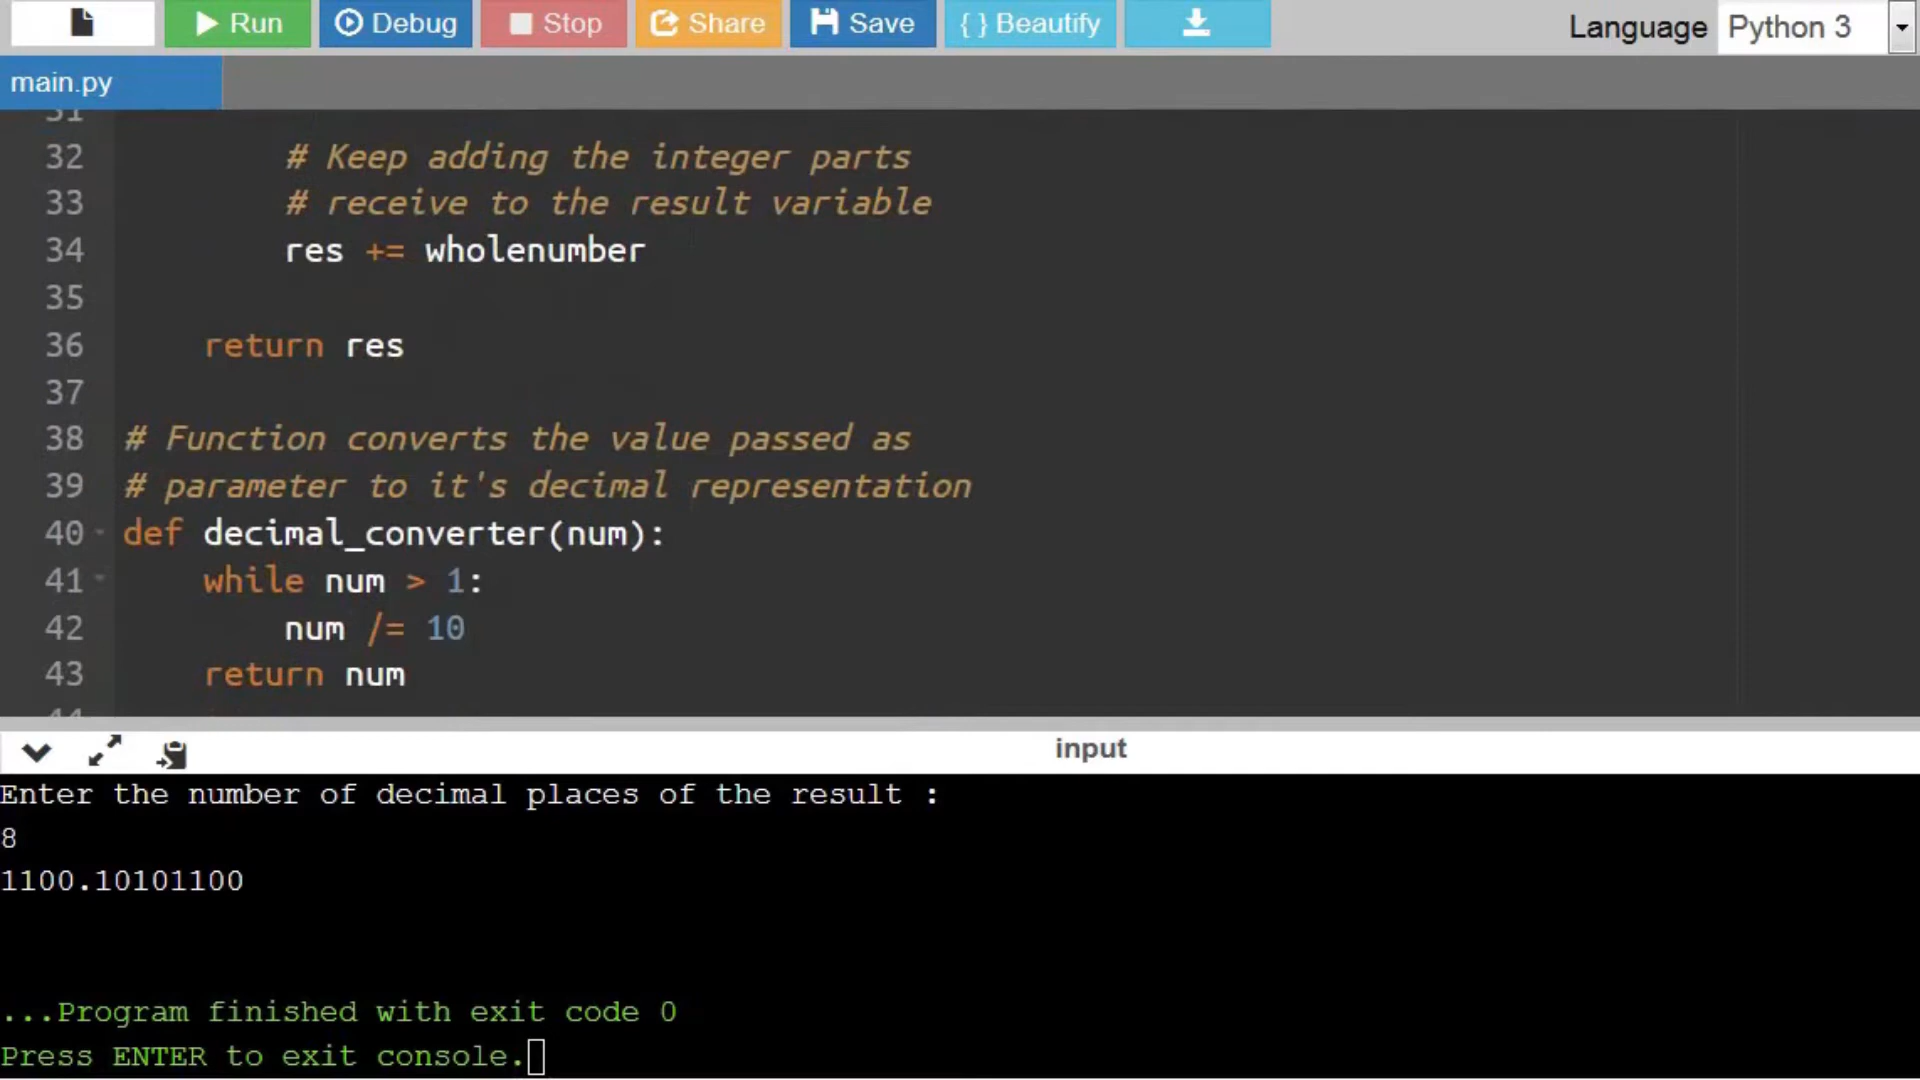 Run Debug Stop Share Save { } Beautify Language Python 3
main.py
31
32 # Keep adding the integer parts
33 # receive to the result variable
34 res += wholenumber
35
36 return res
37
38 # Function converts the value passed as
39 # parameter to it's decimal representation
40 def decimal_converter(num):
41 while num > 1:
42 num /= 10
43 return num
44
input
Enter the number of decimal places of the result :
8
1100.10101100
...Program finished with exit code 0
Press ENTER to exit console.